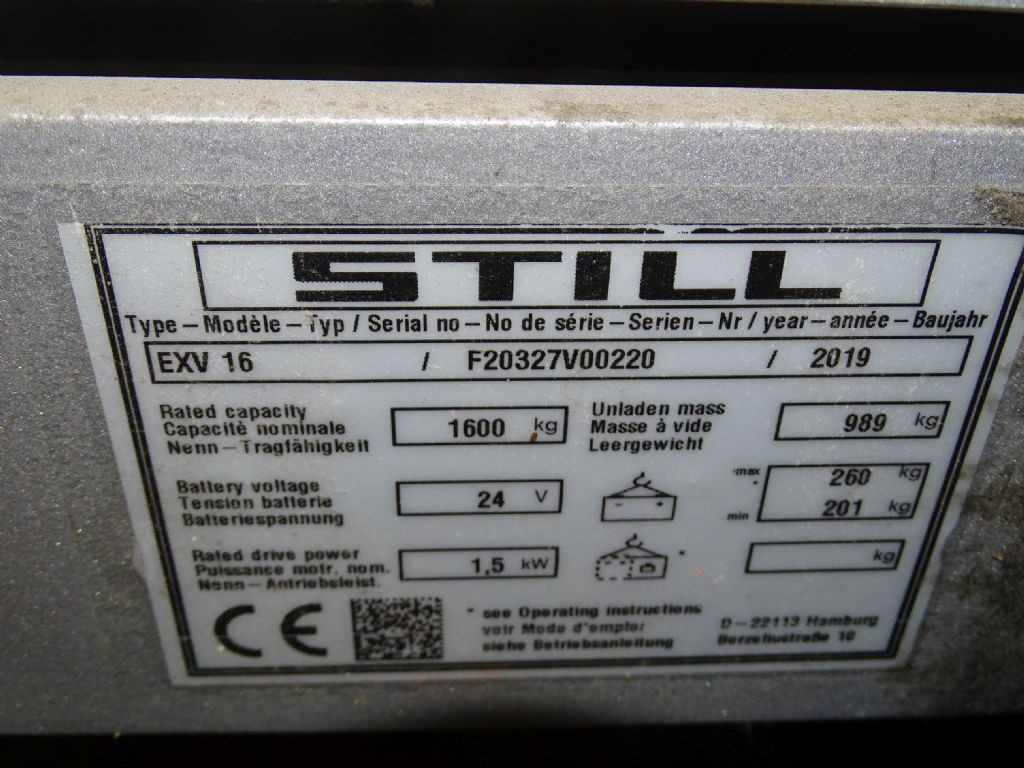 STILL
Type – Modèle – Typ / Serial no – No de série – Serien – Nr / year – année – Baujahr
EXV 16 / F20327V00220 / 2019
Rated capacity
Capacité nominale
Nenn – Tragfähigkeit
1600 kg
Unladen mass
Masse à vide
Leergewicht
989 kg
Battery voltage
Tension batterie
Batteriespannung
24 V
- +
max * 260 kg
min 201 kg
Rated drive power
Puissance motr. nom.
Nenn – Antriebsleist.
1,5 kW
* kg
CE
* see Operating instructions
voir Mode d'emploi
siehe Betriebsanleitung
D – 22113 Hamburg
Berzeliusstraße 10